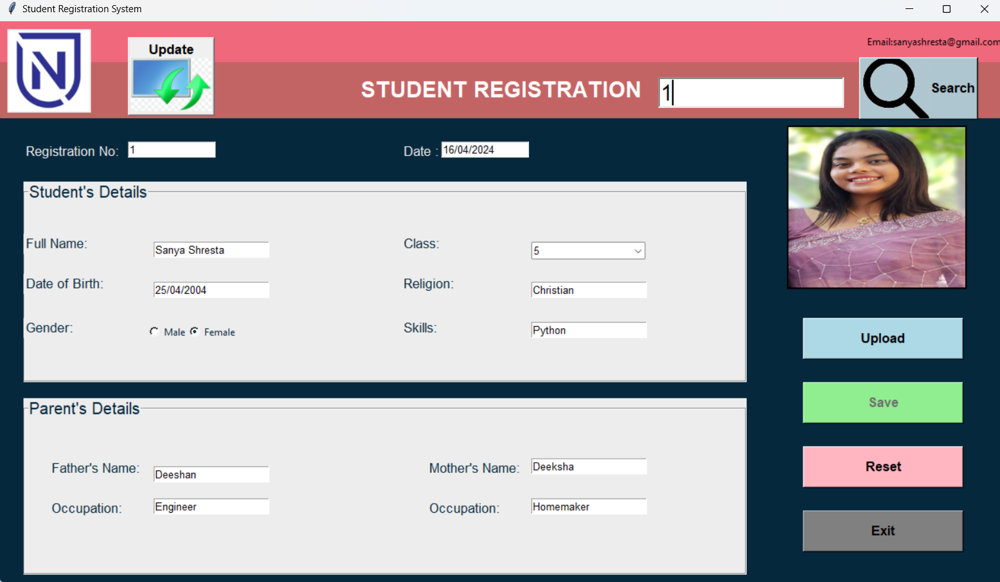 Student Registration System
Email:sanyashresta@gmail.com
N
Update
STUDENT REGISTRATION 1 Search
Registration No: 1 Date : 16/04/2024
Student's Details
Full Name: Sanya Shresta Class: 5
Date of Birth: 25/04/2004 Religion: Christian
Gender: Male Female Skills: Python
Upload
Save
Parent's Details
Father's Name: Deeshan Mother's Name: Deeksha
Occupation: Engineer Occupation: Homemaker
Reset
Exit